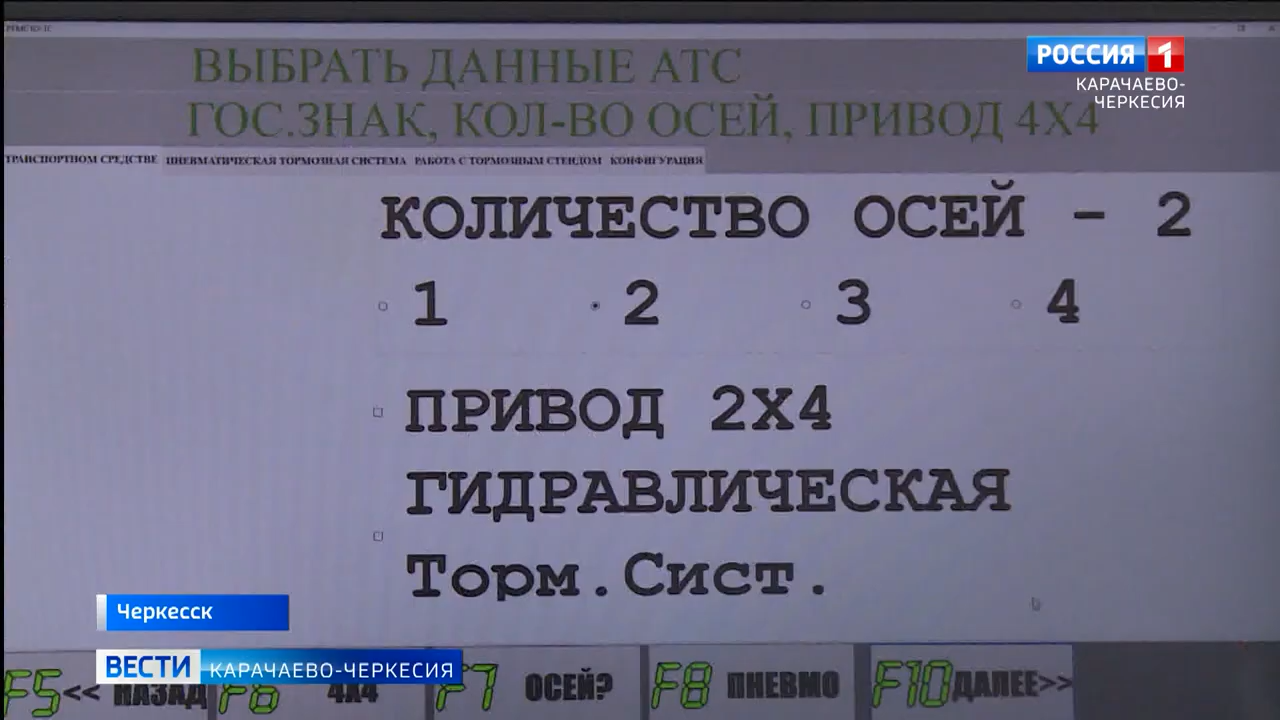 ВЫБРАТЬ ДАННЫЕ АТС
ГОС.ЗНАК, КОЛ-ВО ОСЕЙ, ПРИВОД 4Х4
РОССИЯ 1
КАРАЧАЕВО-
ЧЕРКЕСИЯ
ТРАНСПОРТНОМ СРЕДСТВЕ ПНЕВМАТИЧЕСКАЯ ТОРМОЗНАЯ СИСТЕМА РАБОТА С ТОРМОЗНЫМ СТЕНДОМ КОНФИГУРАЦИЯ
КОЛИЧЕСТВО ОСЕЙ - 2
1 2 3 4
ПРИВОД 2Х4
ГИДРАВЛИЧЕСКАЯ
Торм.Сист.
Черкесск
ВЕСТИ КАРАЧАЕВО-ЧЕРКЕСИЯ
F5 << НАЗАД F6 4Х4 F7 ОСЕЙ? F8 ПНЕВМО F10 ДАЛЕЕ>>